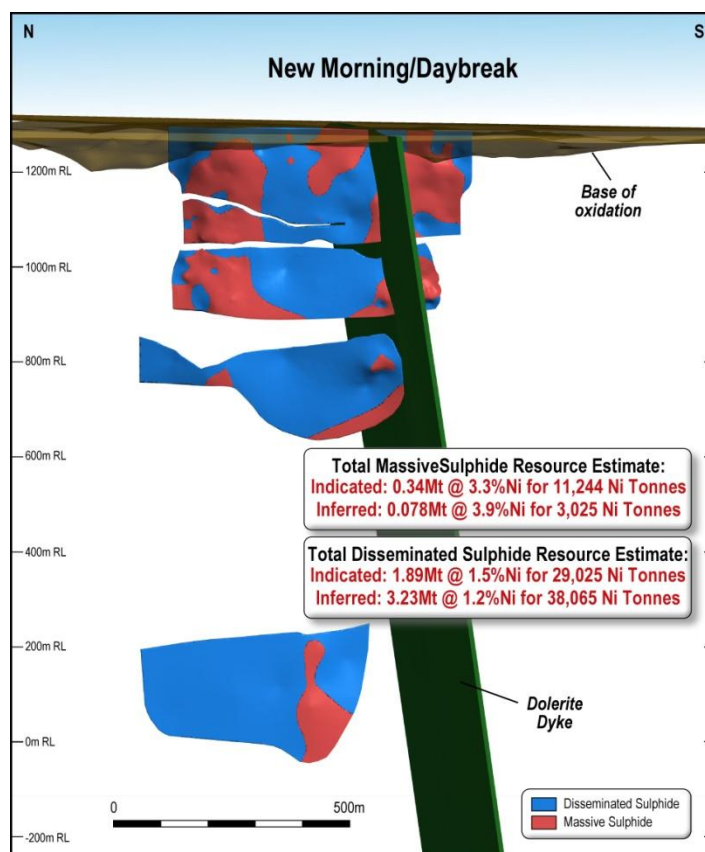 N
S
New Morning/Daybreak
1200m RL
Base of
oxidation
1000m RL
800m RL
600m RL
Total MassiveSulphide Resource Estimate:
Indicated: 0.34Mt @ 3.3%Ni for 11,244 Ni Tonnes
Inferred: 0.078Mt @ 3.9%Ni for 3,025 Ni Tonnes
400m RL
Total Disseminated Sulphide Resource Estimate:
Indicated: 1.89Mt @ 1.5%Ni for 29,025 Ni Tonnes
Inferred: 3.23Mt @ 1.2%Ni for 38,065 Ni Tonnes
200m RL
Dolerite
Dyke
0m RL
0
500m
Disseminated Sulphide
Massive Sulphide
-200m RL